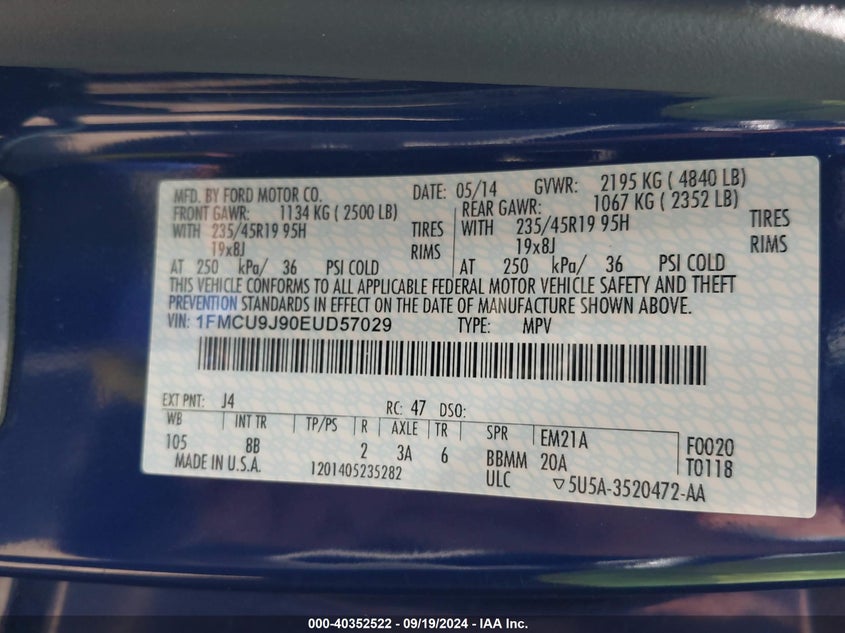 MFD. BY FORD MOTOR CO. DATE: 05/14 GVWR: 2195 KG ( 4840 LB)
FRONT GAWR: 1134 KG ( 2500 LB) REAR GAWR: 1067 KG ( 2352 LB)
WITH 235/45R19 95H TIRES WITH 235/45R19 95H TIRES
19x8J RIMS 19x8J RIMS
AT 250 kPa/ 36 PSI COLD AT 250 kPa/ 36 PSI COLD
THIS VEHICLE CONFORMS TO ALL APPLICABLE FEDERAL MOTOR VEHICLE SAFETY AND THEFT
PREVENTION STANDARDS IN EFFECT ON THE DATE OF MANUFACTURE SHOWN ABOVE.
VIN: 1FMCU9J90EUD57029 TYPE: MPV
EXT PNT: J4 RC: 47 DSO:
WB INT TR TP/PS R AXLE TR SPR EM21A F0020
105 8B 2 3A 6 BBMM 20A T0118
MADE IN U.S.A. 1201405235282 ULC ▽5U5A-3520472-AA
000-40352522 / 09/19/2024 - IAA Inc.